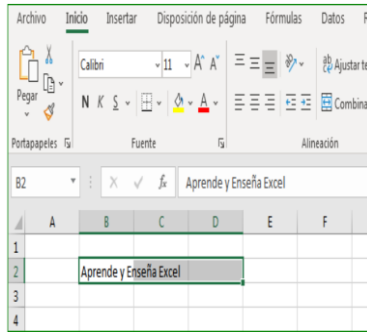 Archivo Inicio Insertar Disposición de página Fórmulas Datos
Calibri 11 A A Ajustar te
Pegar
N K S A Combina
Portapapeles Fuente Alineación
B2 fx Aprende y Enseña Excel
A B C D E F
1
2 Aprende y Enseña Excel
3
4